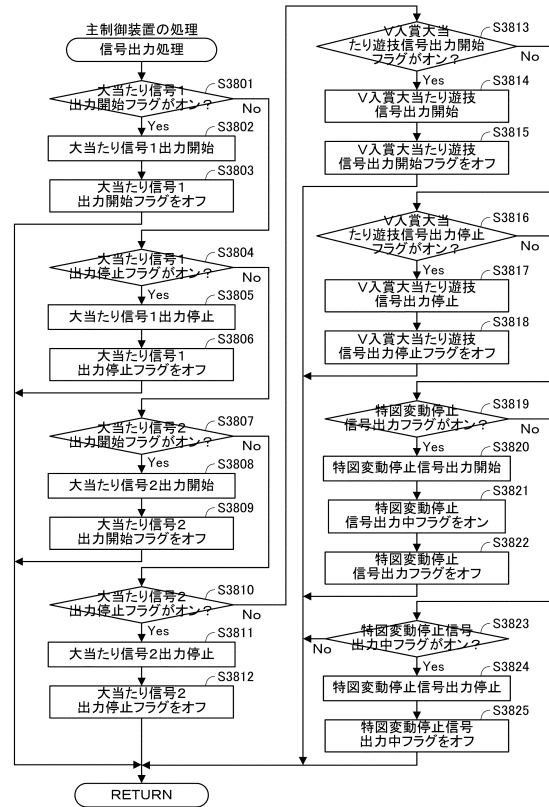 主制御装置の処理
信号出力処理
S3801
大当たり信号1
出力開始フラグがオン?
No
Yes
S3802
大当たり信号1出力開始
S3803
大当たり信号1
出力開始フラグをオフ
S3804
大当たり信号1
出力停止フラグがオン?
No
Yes
S3805
大当たり信号1出力停止
S3806
大当たり信号1
出力停止フラグをオフ
S3807
大当たり信号2
出力開始フラグがオン?
No
Yes
S3808
大当たり信号2出力開始
S3809
大当たり信号2
出力開始フラグをオフ
S3810
大当たり信号2
出力停止フラグがオン?
No
Yes
S3811
大当たり信号2出力停止
S3812
大当たり信号2
出力停止フラグをオフ
RETURN
S3813
V入賞大当
たり遊技信号出力開始
フラグがオン?
No
Yes
S3814
V入賞大当たり遊技
信号出力開始
S3815
V入賞大当たり遊技
信号出力開始フラグをオフ
S3816
V入賞大当
たり遊技信号出力停止
フラグがオン?
No
Yes
S3817
V入賞大当たり遊技
信号出力停止
S3818
V入賞大当たり遊技
信号出力停止フラグをオフ
S3819
特図変動停止
信号出力フラグがオン?
No
Yes
S3820
特図変動停止信号出力開始
S3821
特図変動停止
信号出力中フラグをオン
S3822
特図変動停止
信号出力フラグをオフ
S3823
特図変動停止信号
出力中フラグがオン?
No
Yes
S3824
特図変動停止信号出力停止
S3825
特図変動停止信号
出力中フラグをオフ